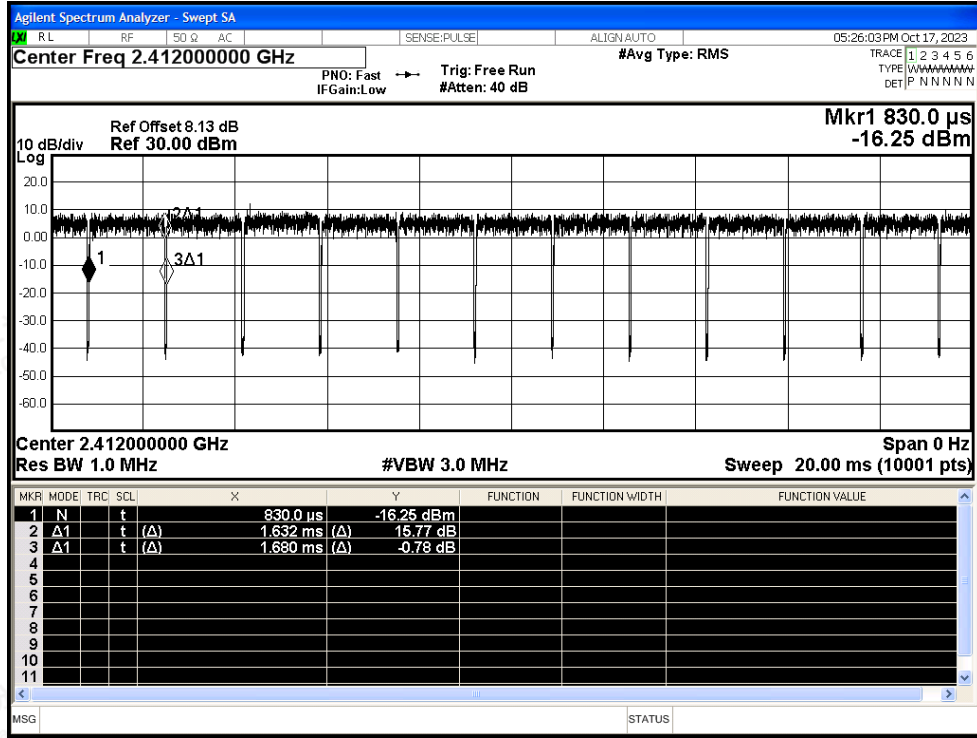 Agilent Spectrum Analyzer - Swept SA
LXI RL RF 50 Ω AC SENSE:PULSE ALIGN AUTO 05:26:03 PM Oct 17, 2023
Center Freq 2.412000000 GHz #Avg Type: RMS TRACE 1 2 3 4 5 6
PNO: Fast Trig: Free Run TYPE WWWWWW
IFGain:Low #Atten: 40 dB DET P N N N N N
Mkr1 830.0 µs
Ref Offset 8.13 dB
10 dB/div Ref 30.00 dBm -16.25 dBm
Log
20.0
10.0
2Δ1
0.00
1
3Δ1
-10.0
-20.0
-30.0
-40.0
-50.0
-60.0
Center 2.412000000 GHz Span 0 Hz
Res BW 1.0 MHz #VBW 3.0 MHz Sweep 20.00 ms (10001 pts)
MKR MODE TRC SCL X Y FUNCTION FUNCTION WIDTH FUNCTION VALUE
1 N t 830.0 µs -16.25 dBm
2 Δ1 t (Δ) 1.632 ms (Δ) 15.77 dB
3 Δ1 t (Δ) 1.680 ms (Δ) -0.78 dB
4
5
6
7
8
9
10
11
MSG STATUS